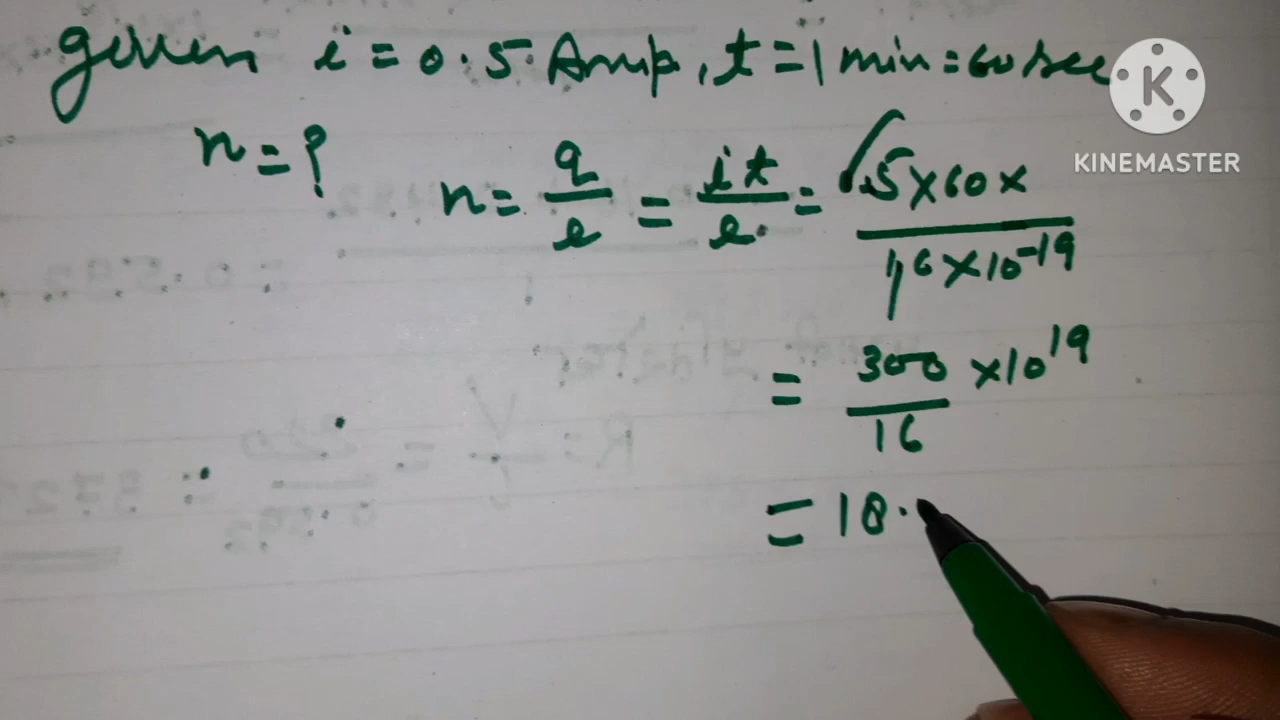 given i = 0.5 Amp, t = 1 min = 60 sec
K
KINEMASTER
n = ?
n = q/e = it/e = .5×60×/1.6×10⁻¹⁹
= 300/16 ×10¹⁹
= 18.